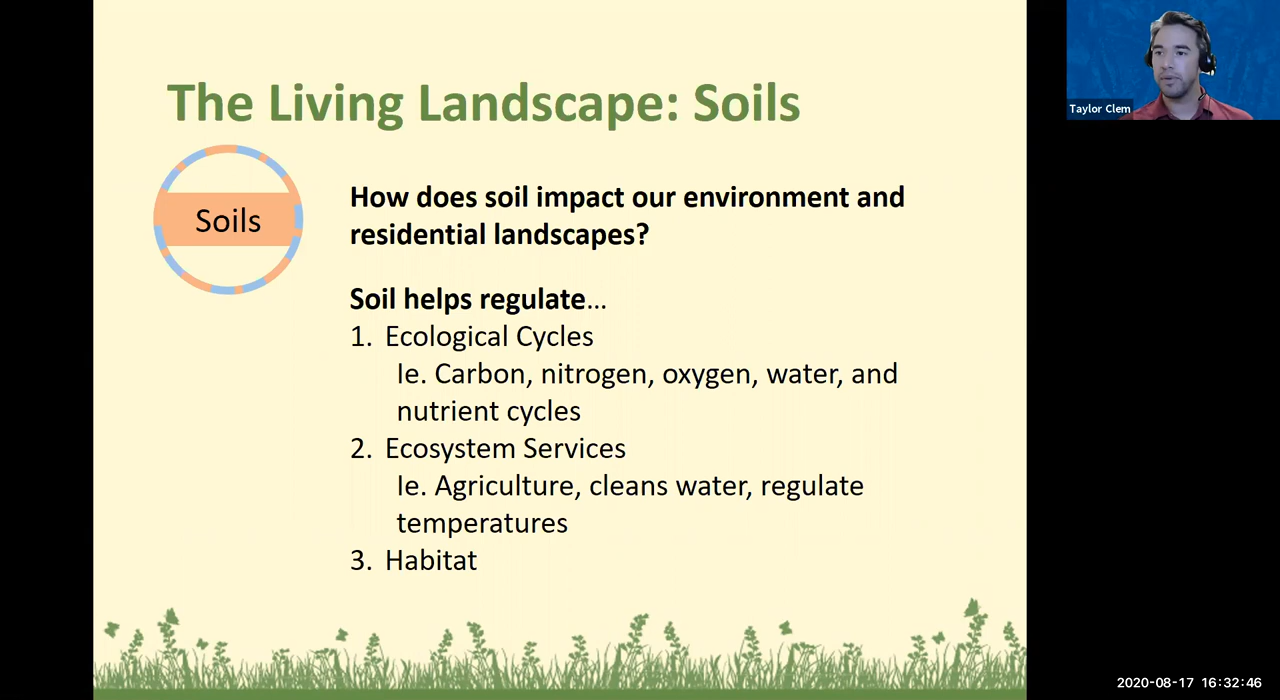 The Living Landscape: Soils
Soils
How does soil impact our environment and
residential landscapes?
Soil helps regulate…
1. Ecological Cycles
Ie. Carbon, nitrogen, oxygen, water, and
nutrient cycles
2. Ecosystem Services
Ie. Agriculture, cleans water, regulate
temperatures
3. Habitat
Taylor Clem
2020-08-17 16:32:46